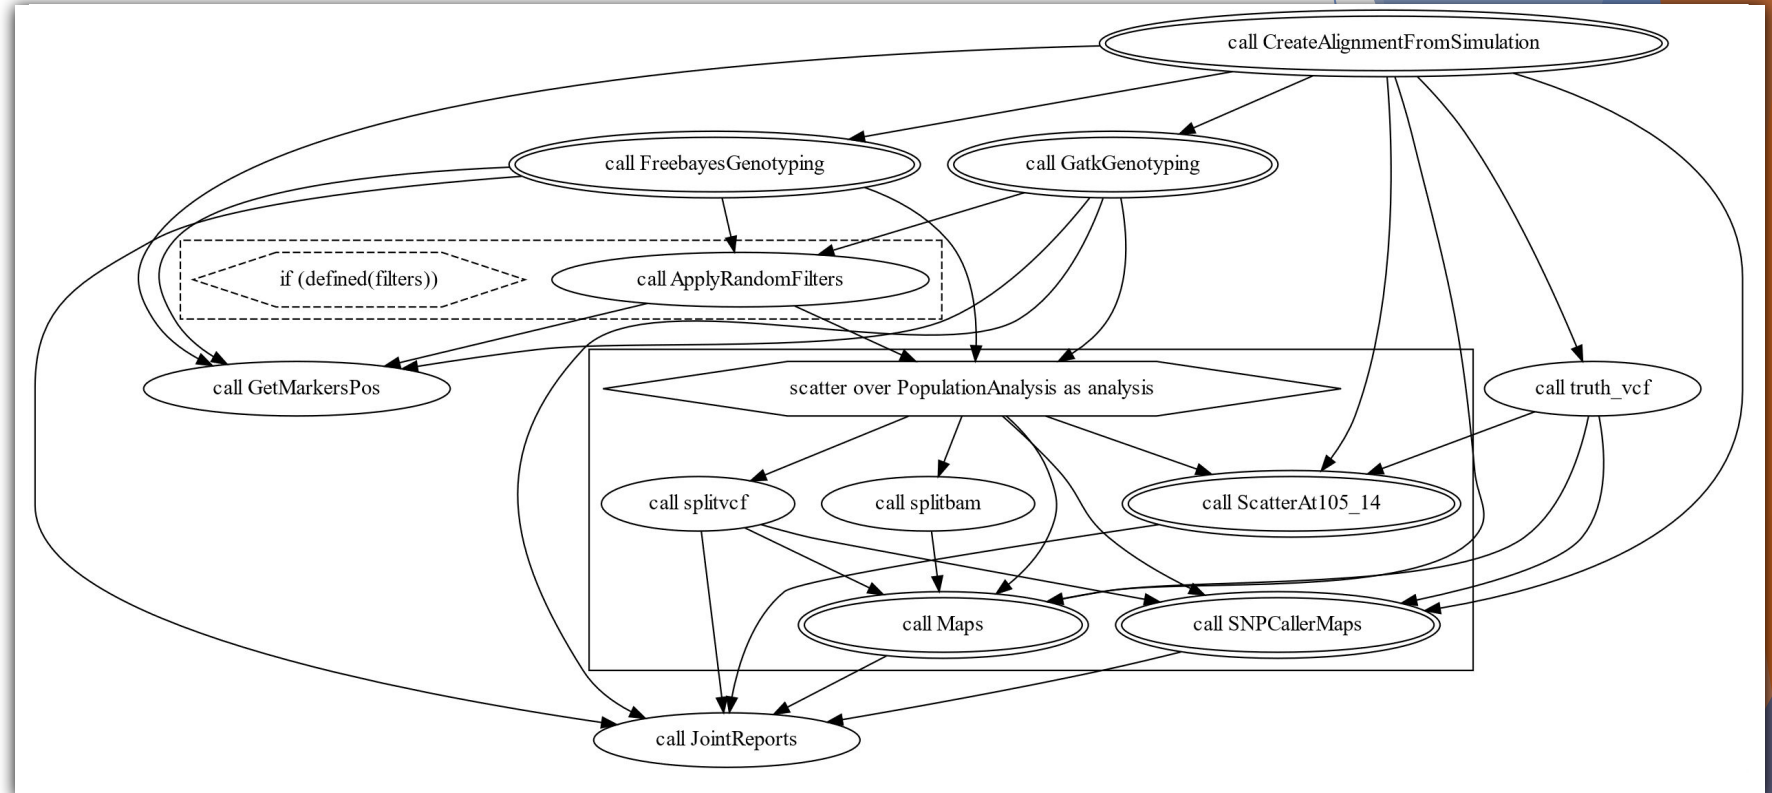 call CreateAlignmentFromSimulation
call FreebayesGenotyping
call GatkGenotyping
if (defined(filters))
call ApplyRandomFilters
call GetMarkersPos
scatter over PopulationAnalysis as analysis
call truth_vcf
call splitvcf
call splitbam
call ScatterAt105_14
call Maps
call SNPCallerMaps
call JointReports